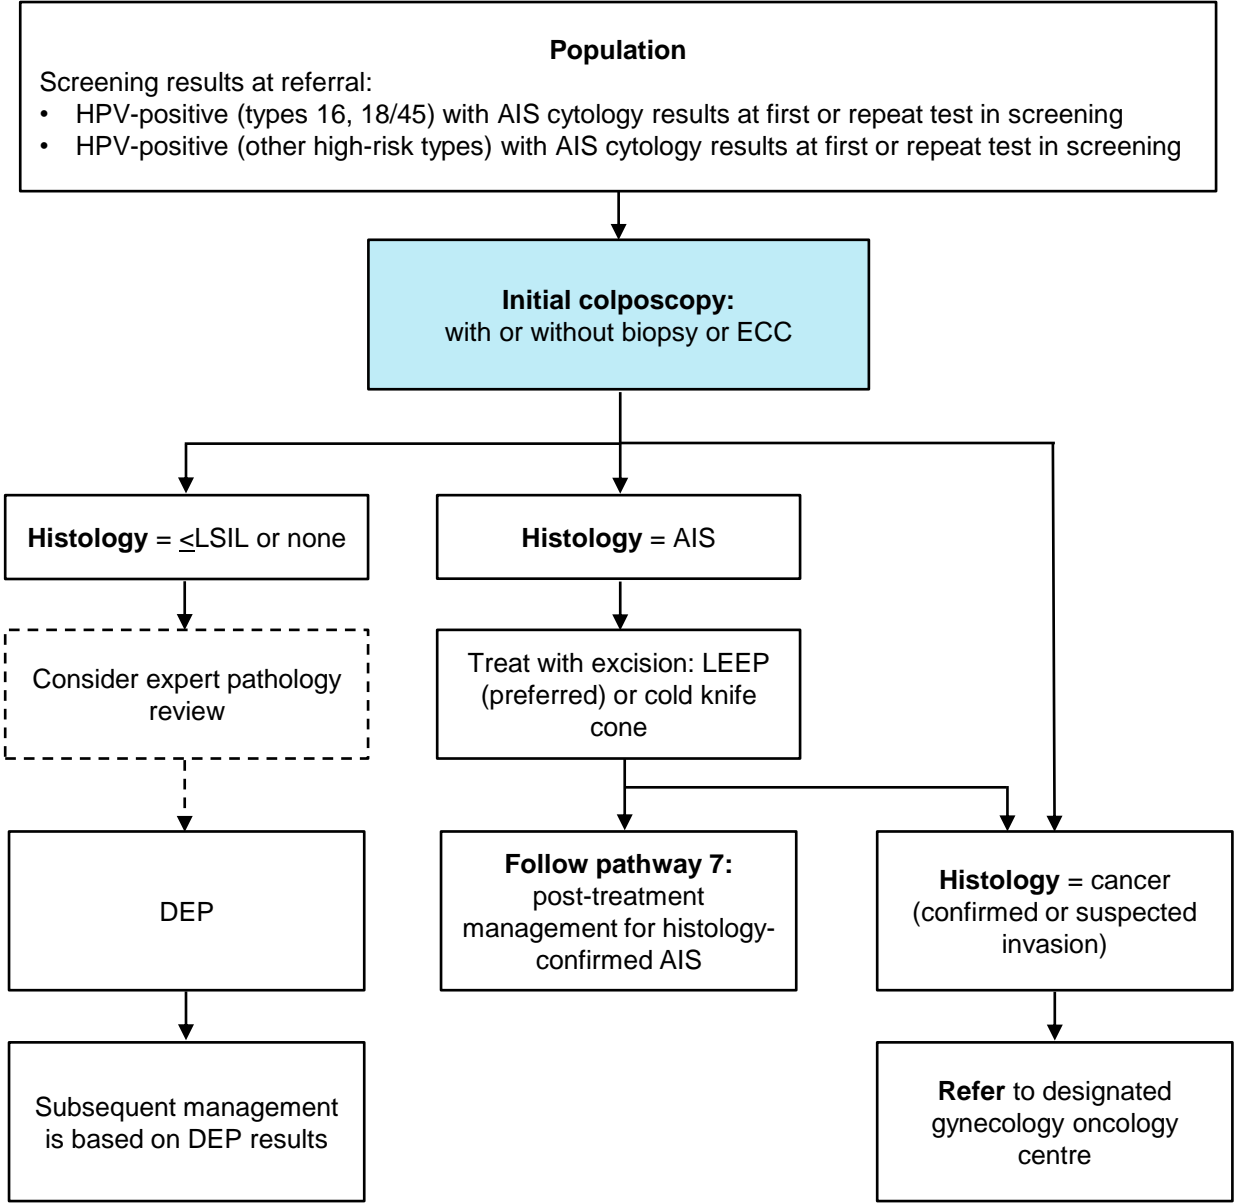 Population
Screening results at referral:
• HPV-positive (types 16, 18/45) with AIS cytology results at first or repeat test in screening
• HPV-positive (other high-risk types) with AIS cytology results at first or repeat test in screening
Initial colposcopy:
with or without biopsy or ECC
Histology = <LSIL or none
Histology = AIS
Consider expert pathology
review
Treat with excision: LEEP
(preferred) or cold knife
cone
DEP
Follow pathway 7:
post-treatment
management for histology-
confirmed AIS
Histology = cancer
(confirmed or suspected
invasion)
Subsequent management
is based on DEP results
Refer to designated
gynecology oncology
centre